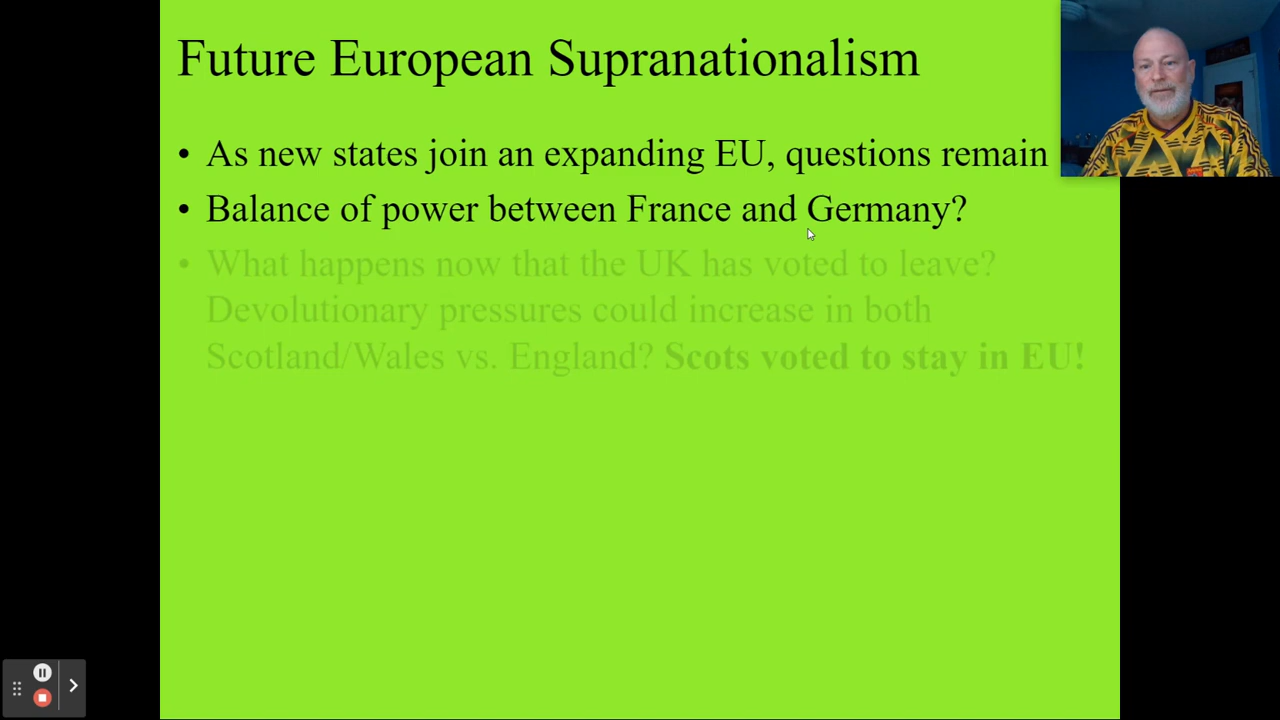 Future European Supranationalism
• As new states join an expanding EU, questions remain
• Balance of power between France and Germany?
• What happens now that the UK has voted to leave?
Devolutionary pressures could increase in both
Scotland/Wales vs. England? Scots voted to stay in EU!